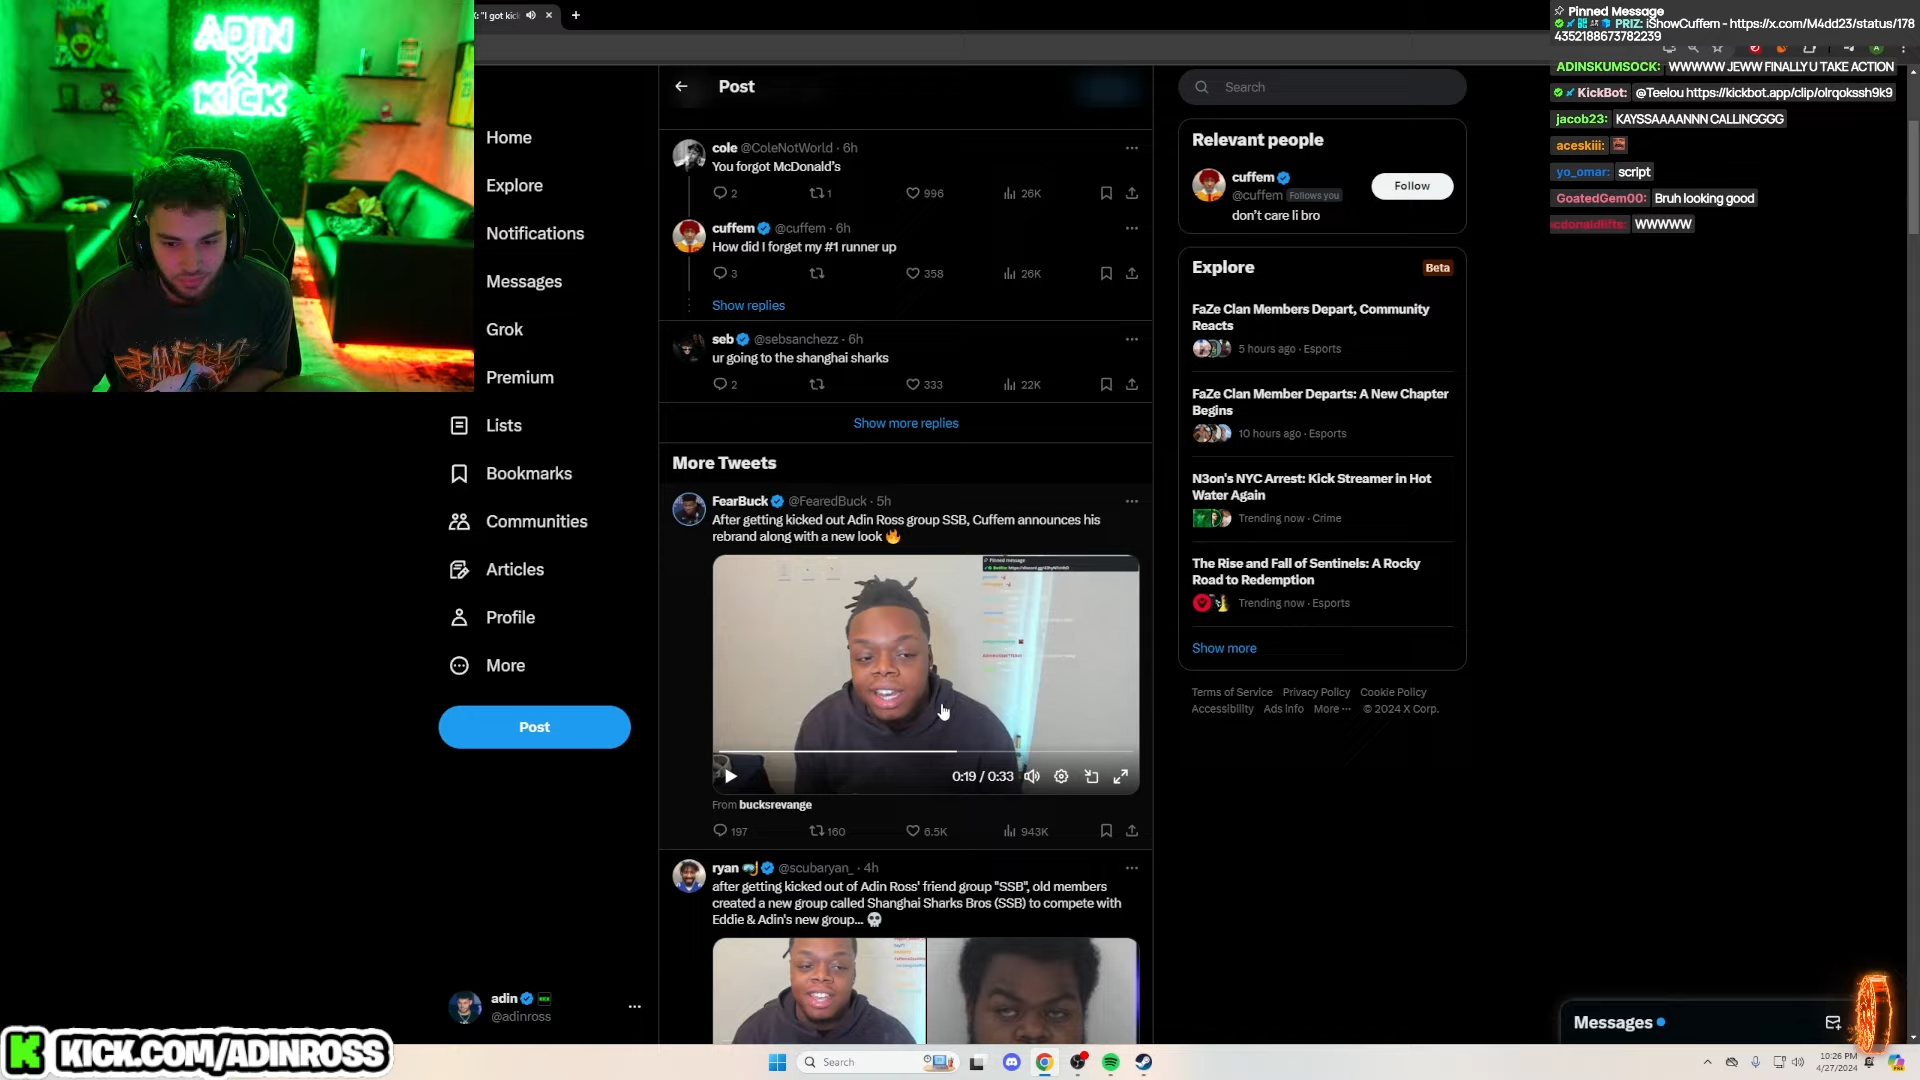 ADIN
X
KICK
"I got kick
Post
cole @ColeNotWorld · 6h
You forgot McDonald's
2
1
996
26K
cuffem @cuffem · 6h
How did I forget my #1 runner up
3
358
26K
Show replies
seb @sebsanchezz · 6h
ur going to the shanghai sharks
2
333
22K
Show more replies
More Tweets
FearBuck @FearedBuck · 5h
After getting kicked out Adin Ross group SSB, Cuffem announces his
rebrand along with a new look
Pinned message
0:19 / 0:33
From bucksrevange
197
160
6.5K
943K
ryan @scubaryan_ · 4h
after getting kicked out of Adin Ross' friend group "SSB", old members
created a new group called Shanghai Sharks Bros (SSB) to compete with
Eddie & Adin's new group...
Home
Explore
Notifications
Messages
Grok
Premium
Lists
Bookmarks
Communities
Articles
Profile
More
Post
adin
@adinross
K KICK.COM/ADINROSS
Search
Relevant people
cuffem
@cuffem Follows you
Follow
don't care li bro
Explore
Beta
FaZe Clan Members Depart, Community
Reacts
5 hours ago · Esports
FaZe Clan Member Departs: A New Chapter
Begins
10 hours ago · Esports
N3on's NYC Arrest: Kick Streamer in Hot
Water Again
Trending now · Crime
The Rise and Fall of Sentinels: A Rocky
Road to Redemption
Trending now · Esports
Show more
Terms of Service Privacy Policy Cookie Policy
Accessibility Ads info More ··· © 2024 X Corp.
Pinned Message
PRIZ: iShowCuffem - https://x.com/M4dd23/status/178
4352188673782239
ADINSKUMSOCK: WWWWW JEWW FINALLY U TAKE ACTION
KickBot: @Teelou https://kickbot.app/clip/olrqokssh9k9
jacob23: KAYSSAAAANNN CALLINGGGG
aceskiii:
yo_omar: script
GoatedGem00: Bruh looking good
cdonaldlifts: WWWWW
Messages
Search
10:26 PM
4/27/2024